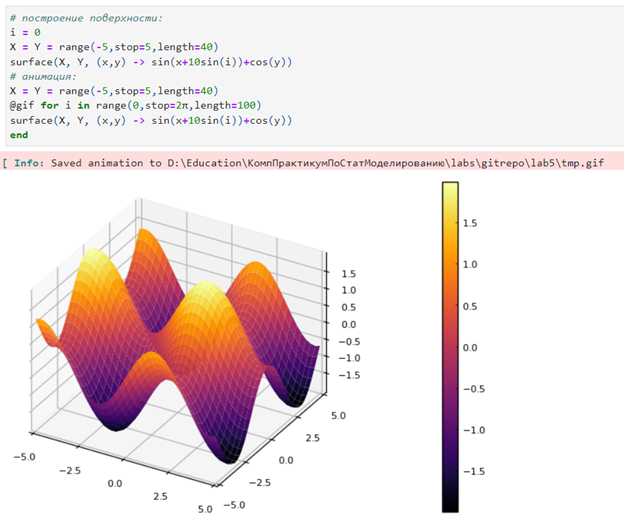 # построение поверхности:
i = 0
X = Y = range(-5,stop=5,length=40)
surface(X, Y, (x,y) -> sin(x+10sin(i))+cos(y))
# анимация:
X = Y = range(-5,stop=5,length=40)
@gif for i in range(0,stop=2π,length=100)
surface(X, Y, (x,y) -> sin(x+10sin(i))+cos(y))
end
[ Info: Saved animation to D:\Education\КомпПрактикумПоСтатМоделированию\labs\gitrepo\lab5\tmp.gif
1.5
1.0
0.5
0.0
−0.5
−1.0
−1.5
5.0
2.5
0.0
−2.5
−5.0
−5.0
−2.5
0.0
2.5
5.0
1.5
1.0
0.5
0.0
−0.5
−1.0
−1.5